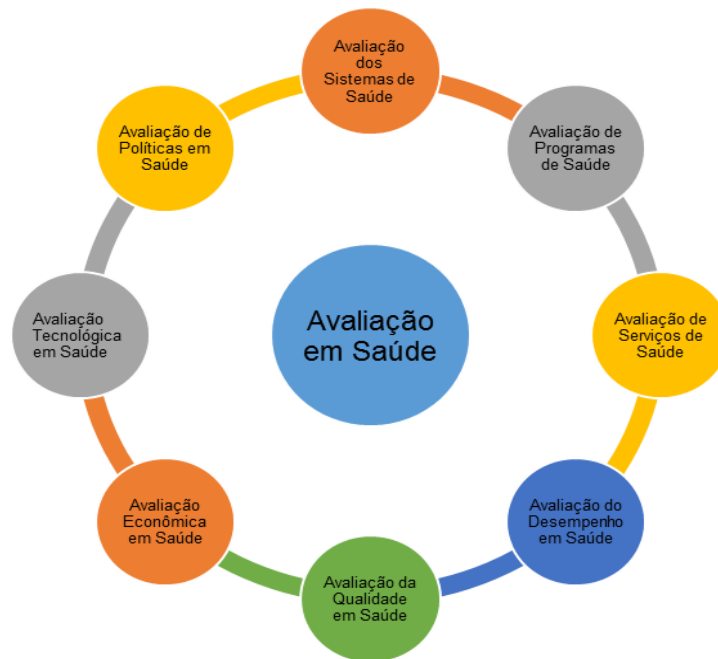 Avaliação
dos
Sistemas de
Saúde
Avaliação de
Programas
de Saúde
Avaliação de
Serviços de
Saúde
Avaliação do
Desempenho
em Saúde
Avaliação da
Qualidade
em Saúde
Avaliação
Econômica
em Saúde
Avaliação
Tecnológica
em Saúde
Avaliação de
Políticas em
Saúde
Avaliação
em Saúde